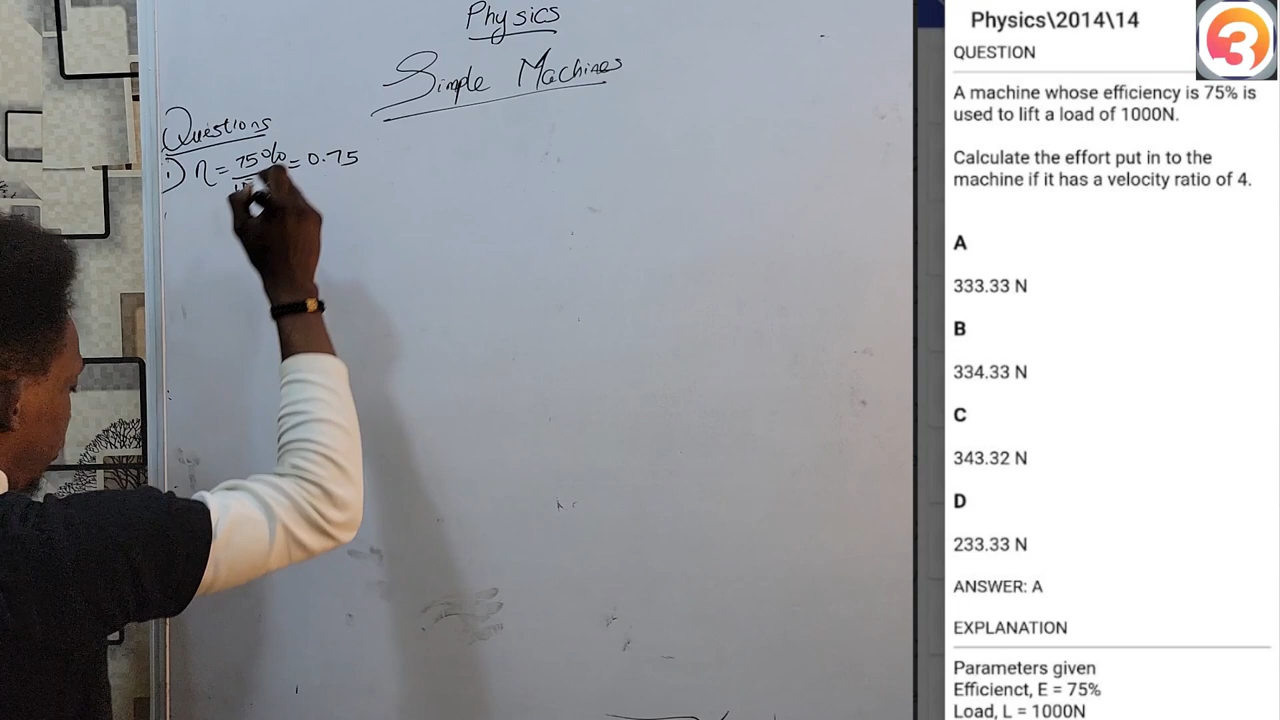 Physics
Simple Machines
Questions
1) η = 75% = 0.75
Physics\2014\14
3
QUESTION
A machine whose efficiency is 75% is
used to lift a load of 1000N.
Calculate the effort put in to the
machine if it has a velocity ratio of 4.
A
333.33 N
B
334.33 N
C
343.32 N
D
233.33 N
ANSWER: A
EXPLANATION
Parameters given
Efficienct, E = 75%
Load, L = 1000N